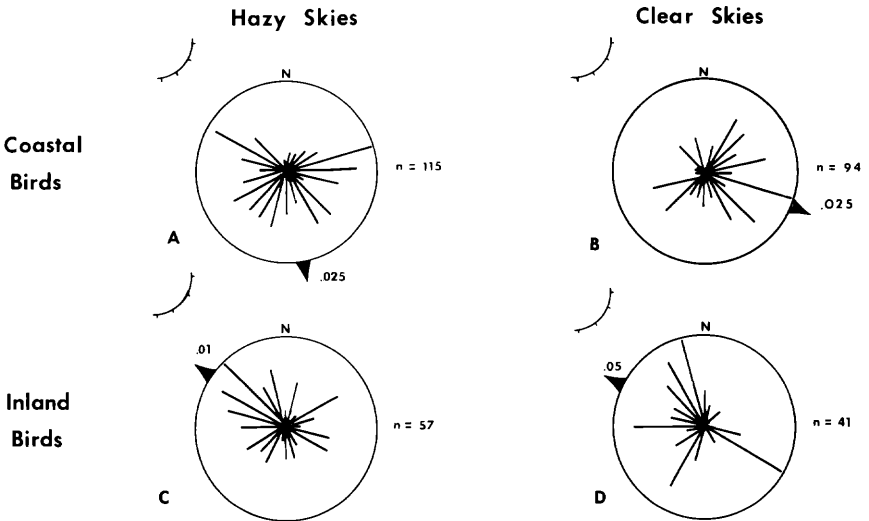 Hazy Skies
Clear Skies
Coastal
Birds
N
n = 115
A
.025
N
n = 94
B
.025
Inland
Birds
.01
N
n = 57
C
.05
N
n = 41
D